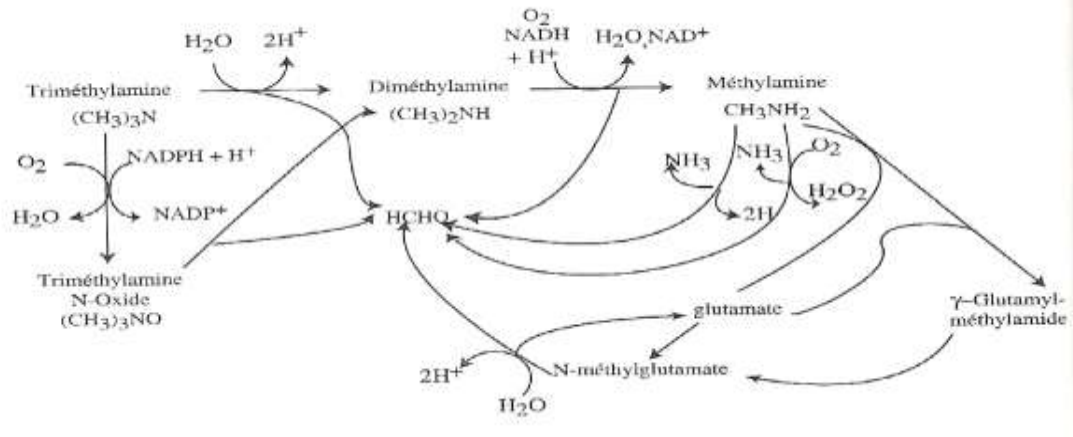 O2
NADH
+ H+
H2O
2H+
H2O,NAD+
Triméthylamine
(CH3)3N
Diméthylamine
(CH3)2NH
Méthylamine
CH3NH2
O2
NADPH + H+
H2O
NADP+
NH3
NH3
O2
H2O2
2H
HCHO
Triméthylamine
N-Oxide
(CH3)3NO
glutamate
γ-Glutamyl-
méthylamide
2H+
N-méthylglutamate
H2O